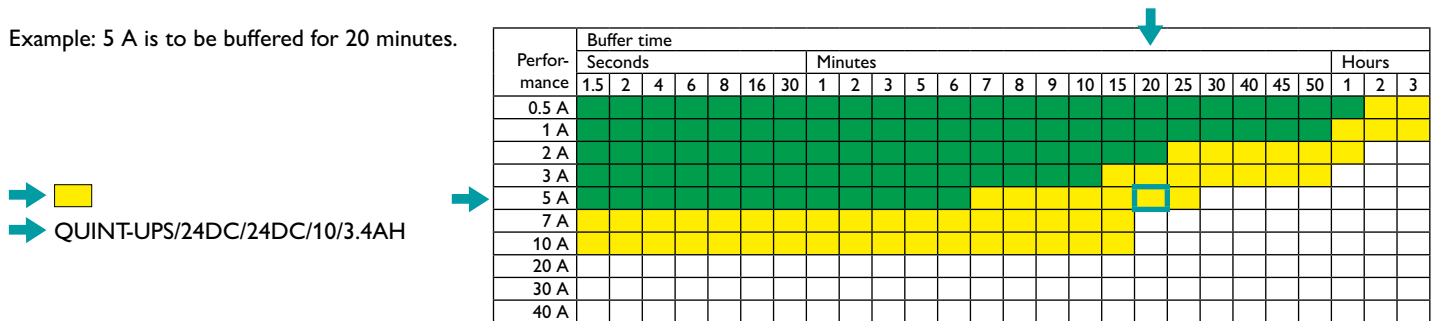 Example: 5 A is to be buffered for 20 minutes.
QUINT-UPS/24DC/24DC/10/3.4AH
Perfor-
mance
Buffer time
Seconds Minutes Hours
1.5 2 4 6 8 16 30 1 2 3 5 6 7 8 9 10 15 20 25 30 40 45 50 1 2 3
0.5 A
1 A
2 A
3 A
5 A
7 A
10 A
20 A
30 A
40 A